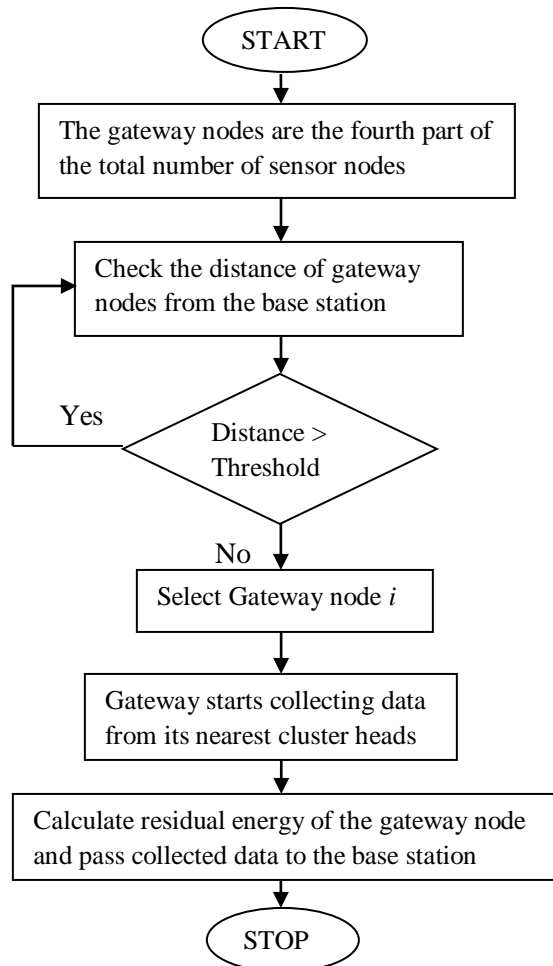 START
The gateway nodes are the fourth part of
the total number of sensor nodes
Check the distance of gateway
nodes from the base station
Yes
Distance >
Threshold
No
Select Gateway node i
Gateway starts collecting data
from its nearest cluster heads
Calculate residual energy of the gateway node
and pass collected data to the base station
STOP